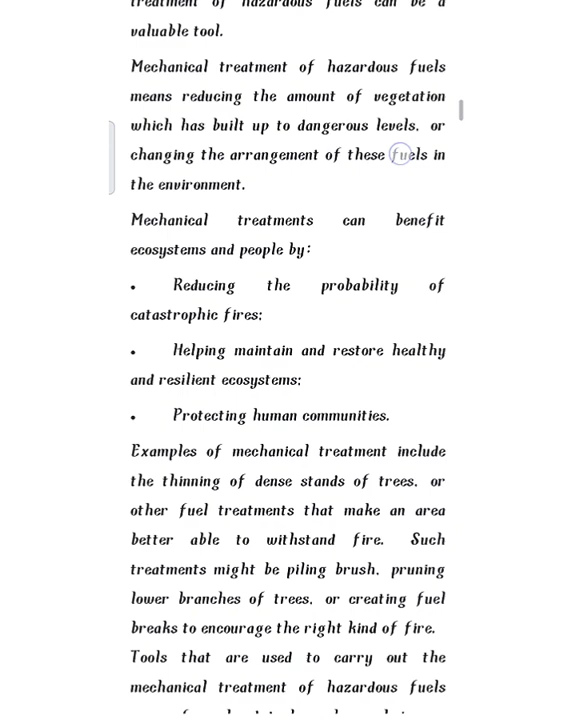 treatment of hazardous fuels can be a
valuable tool.
Mechanical treatment of hazardous fuels
means reducing the amount of vegetation
which has built up to dangerous levels, or
changing the arrangement of these fuels in
the environment.
Mechanical treatments can benefit
ecosystems and people by:
• Reducing the probability of
catastrophic fires;
• Helping maintain and restore healthy
and resilient ecosystems;
• Protecting human communities.
Examples of mechanical treatment include
the thinning of dense stands of trees, or
other fuel treatments that make an area
better able to withstand fire. Such
treatments might be piling brush, pruning
lower branches of trees, or creating fuel
breaks to encourage the right kind of fire.
Tools that are used to carry out the
mechanical treatment of hazardous fuels